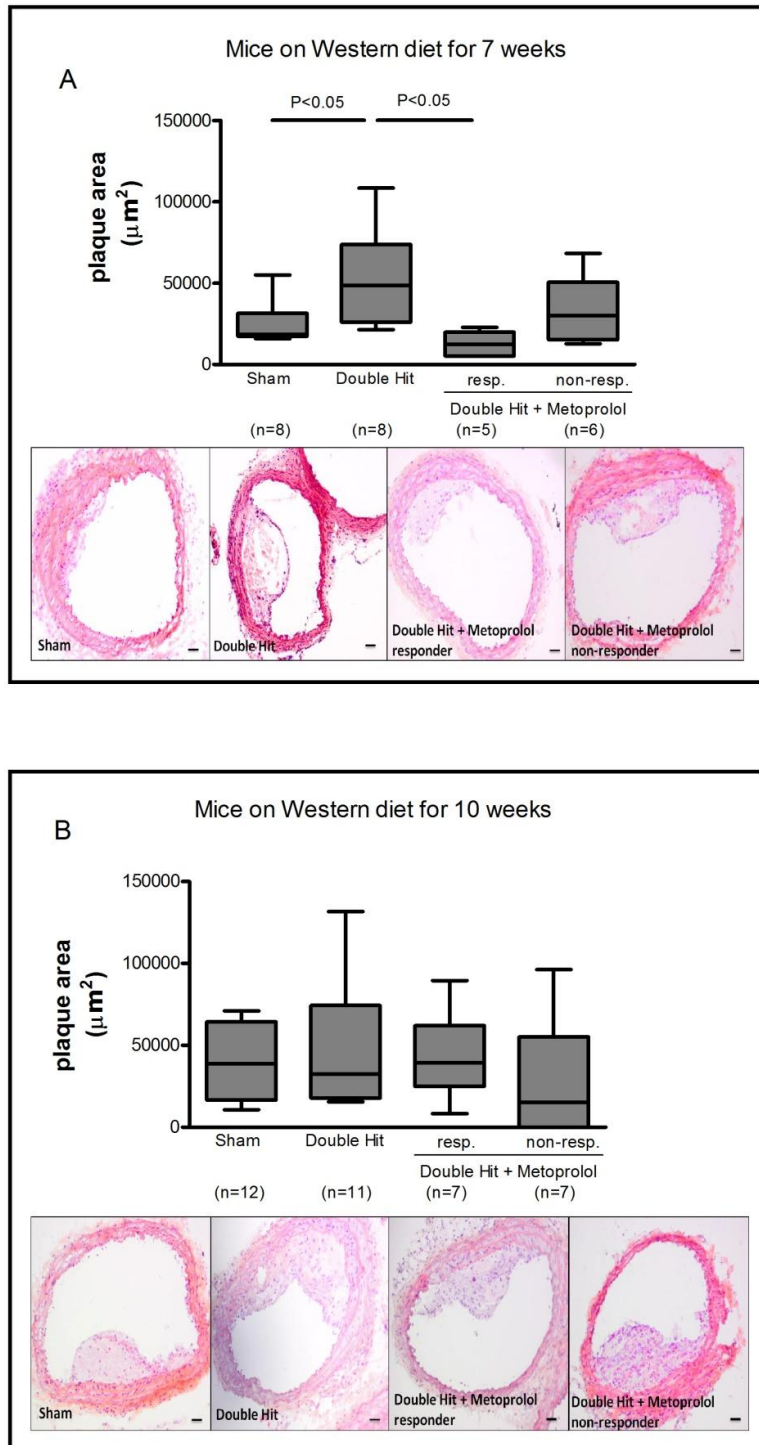 Mice on Western diet for 7 weeks
A
P<0.05 P<0.05
150000
100000
50000
0
plaque area
(μm²)
Sham Double Hit resp. non-resp.
Double Hit + Metoprolol
(n=8) (n=8) (n=5) (n=6)
Sham
Double Hit
Double Hit + Metoprolol
responder
Double Hit + Metoprolol
non-responder
Mice on Western diet for 10 weeks
B
150000
100000
50000
0
plaque area
(μm²)
Sham Double Hit resp. non-resp.
Double Hit + Metoprolol
(n=12) (n=11) (n=7) (n=7)
Sham
Double Hit
Double Hit + Metoprolol
responder
Double Hit + Metoprolol
non-responder